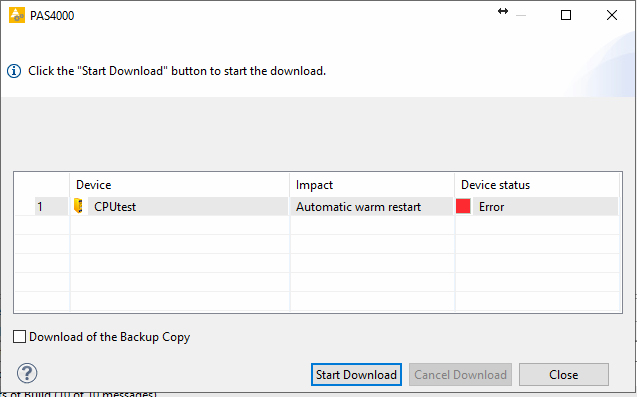 PAS4000
Click the "Start Download" button to start the download.
Device Impact Device status
1 CPUtest Automatic warm restart Error
Download of the Backup Copy
? Start Download Cancel Download Close
rs of Build (10 of 10 messages)